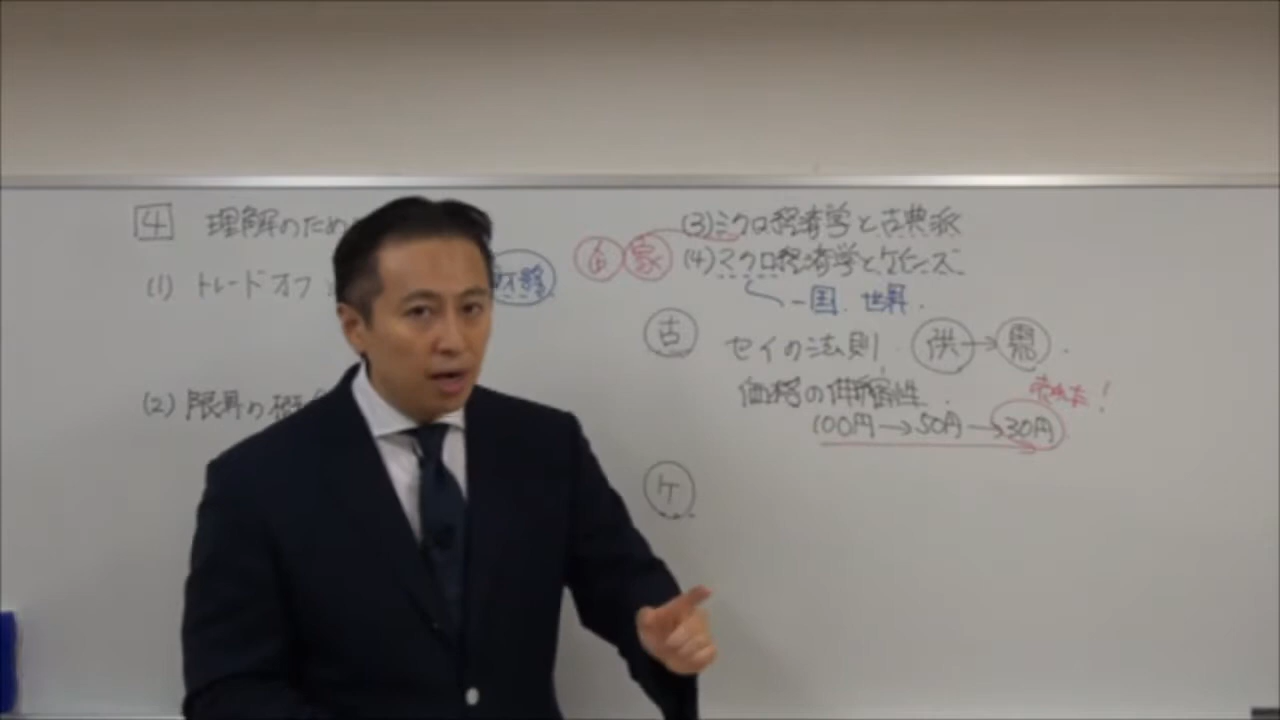 4 理解のため
(1) トレードオフ
(2) 限界の概
(3) ミクロ経済学と古典派
家 (4) マクロ経済学とケインズ
一国. 世界.
古 セイの法則. 供→需.
価格の伸縮性.
売れた!
100円→50円→30円
ケ